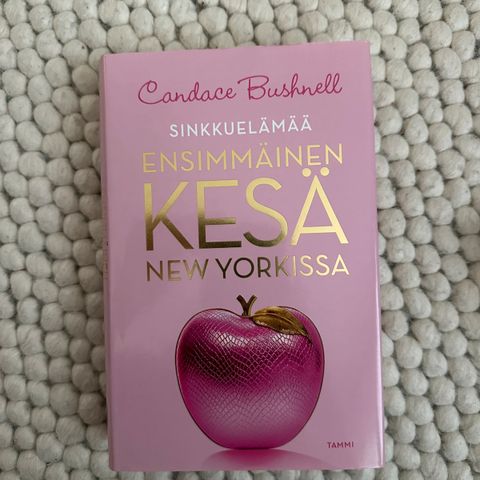 Candace Bushnell
SINKKUELÄMÄÄ
ENSIMMÄINEN
KESÄ
NEW YORKISSA
TAMMI